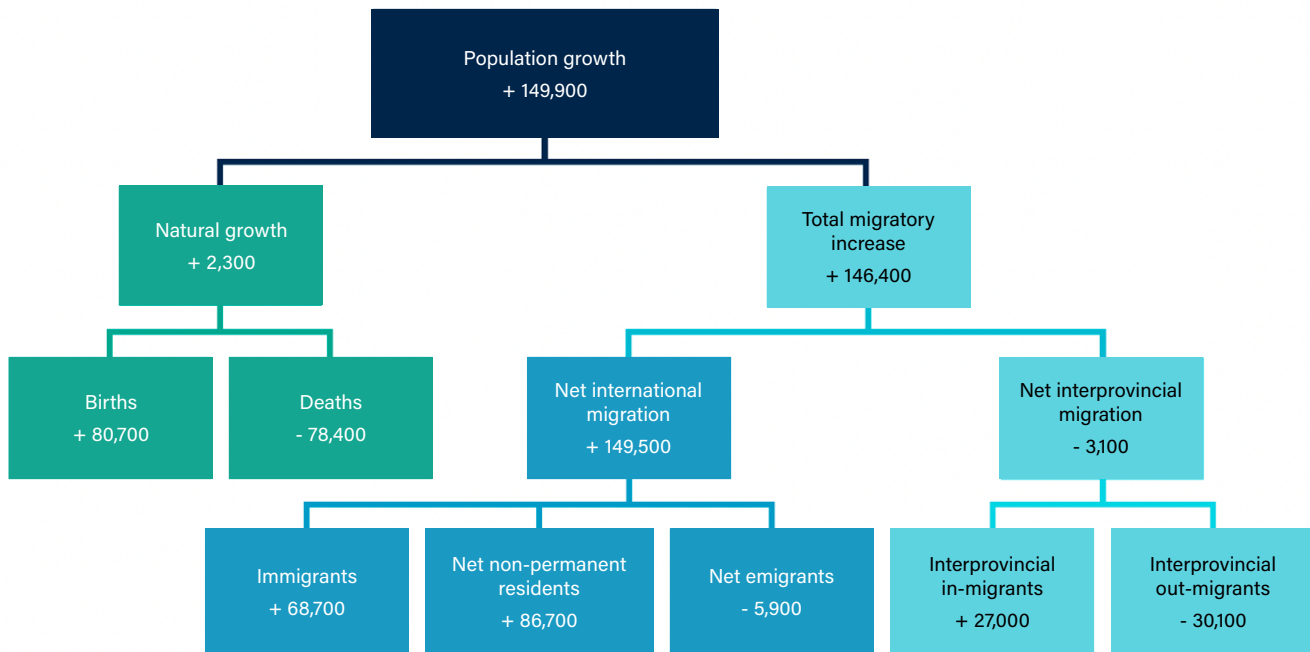 Population growth
+ 149,900
Natural growth
+ 2,300
Total migratory
increase
+ 146,400
Births
+ 80,700
Deaths
- 78,400
Net international
migration
+ 149,500
Net interprovincial
migration
- 3,100
Immigrants
+ 68,700
Net non-permanent
residents
+ 86,700
Net emigrants
- 5,900
Interprovincial
in-migrants
+ 27,000
Interprovincial
out-migrants
- 30,100